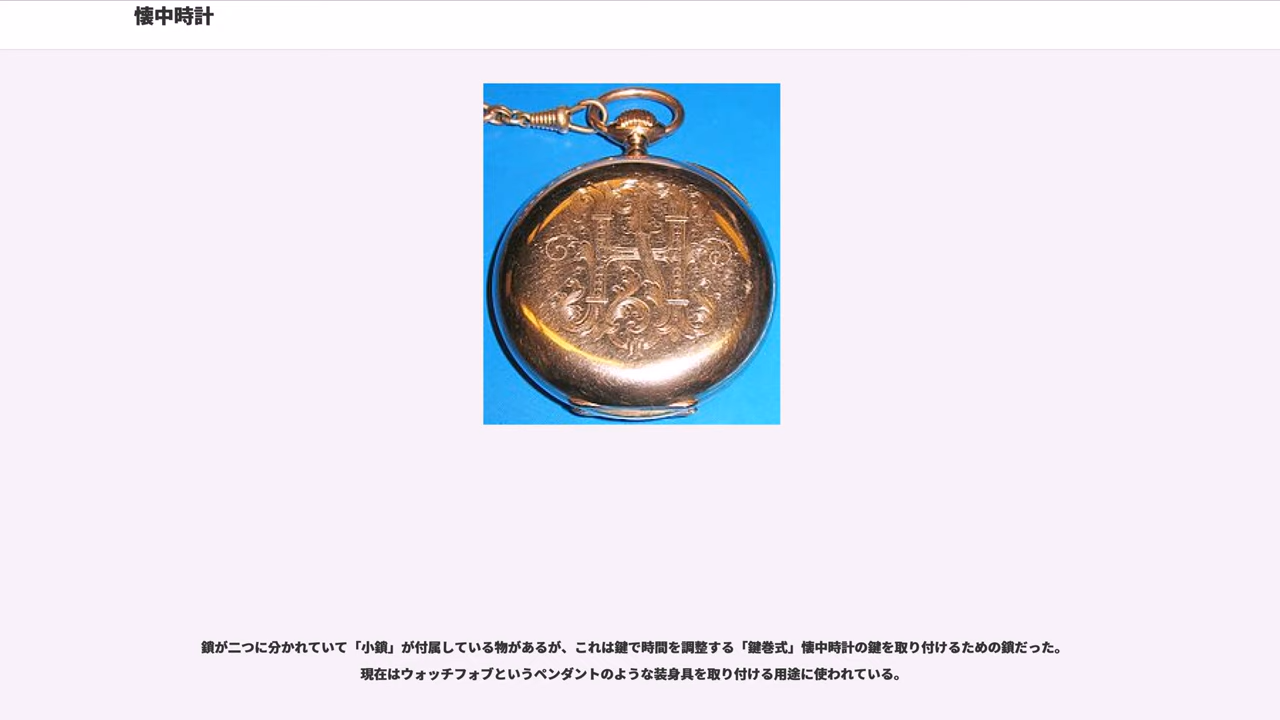 懐中時計
鎖が二つに分かれていて「小鎖」が付属している物があるが、これは鍵で時間を調整する「鍵巻式」懐中時計の鍵を取り付けるための鎖だった。
現在はウォッチフォブというペンダントのような装身具を取り付ける用途に使われている。